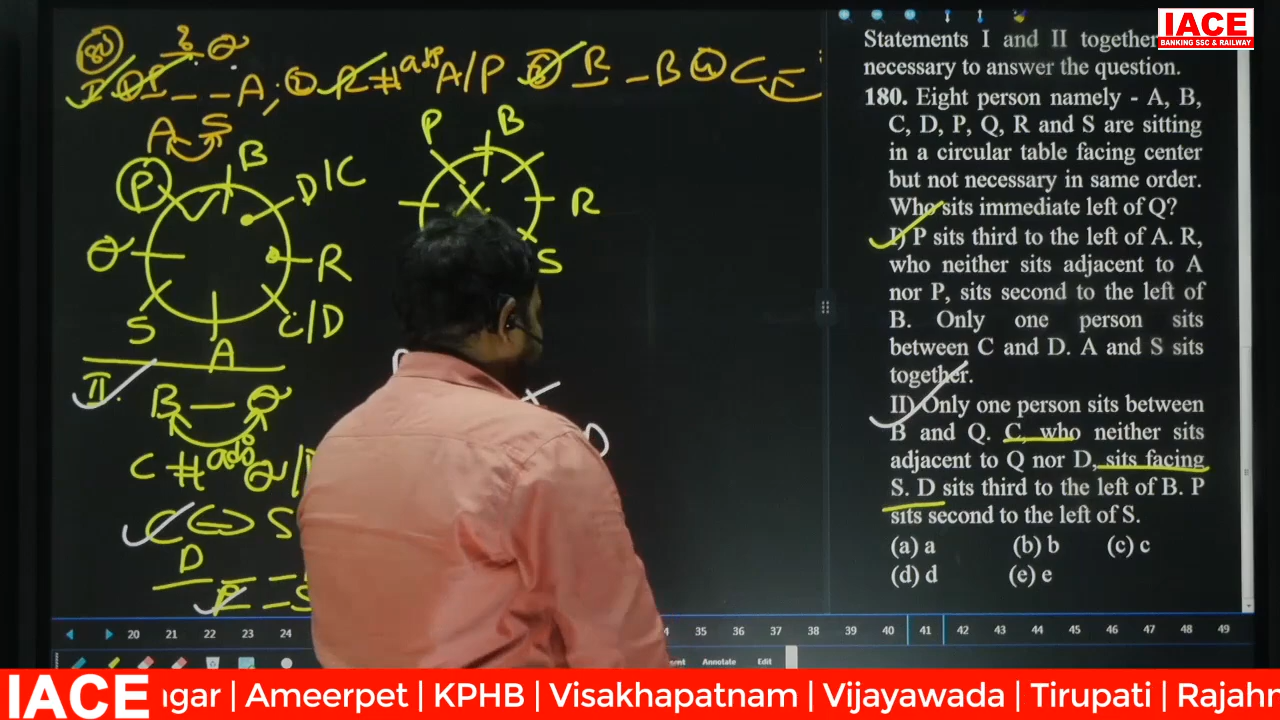 IACE
BANKING SSC & RAILWAY
Statements I and II together
necessary to answer the question.
180. Eight person namely - A, B,
C, D, P, Q, R and S are sitting
in a circular table facing center
but not necessary in same order.
Who sits immediate left of Q?
I) P sits third to the left of A. R,
who neither sits adjacent to A
nor P, sits second to the left of
B. Only one person sits
between C and D. A and S sits
together.
II) Only one person sits between
B and Q. C, who neither sits
adjacent to Q nor D, sits facing
S. D sits third to the left of B. P
sits second to the left of S.
(a) a (b) b (c) c
(d) d (e) e
180
A S
P B D/C
Q R
S A C/D
P B
R
S
II. B — Q
C # adj Q/
C ⇔ S
D
P – S
20 21 22 23 24 35 36 37 38 39 40 41 42 43 44 45 46 47 48 49
Annotate Edit
IACE gar | Ameerpet | KPHB | Visakhapatnam | Vijayawada | Tirupati |